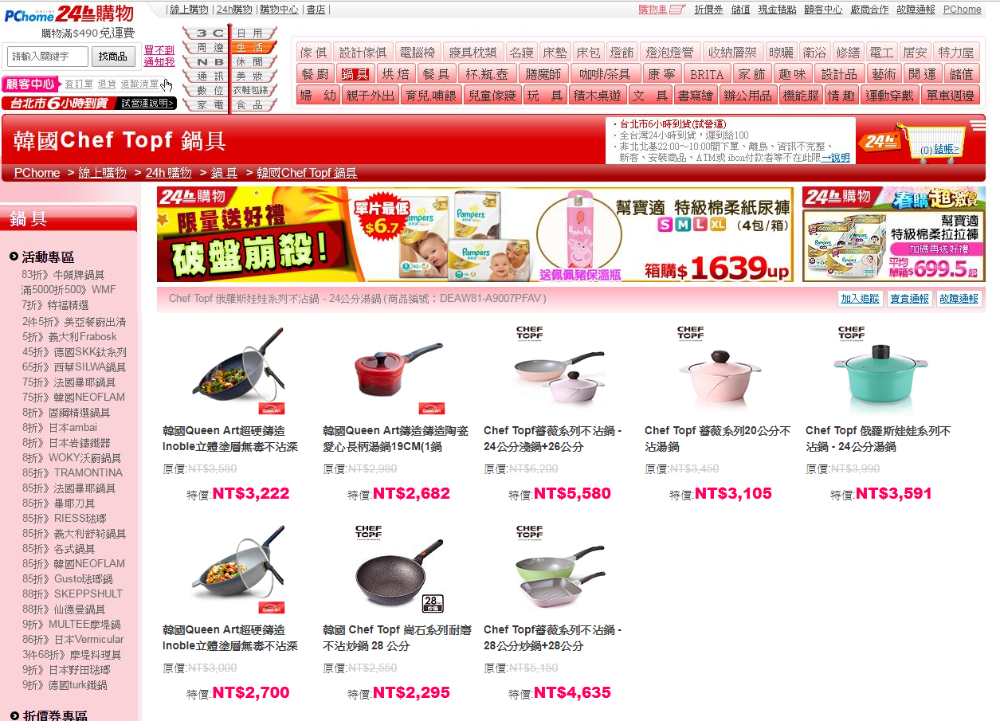 PChome ONLINE 24h購物
購物滿$490免運費
請輸入關鍵字 找商品
買不到
通知我
顧客中心 查訂單 退貨 追蹤清單
台北市6小時到貨 試營運說明>
| 線上購物 | 24h購物 | 購物中心 | 書店 |
購物車 折價券 儲值 現金積點 顧客中心 廠商合作 故障通報 PChome
3 C 日 用
周 邊 生 活
N B 休 閒
通 訊 美 妝
數 位 衣鞋包錶
家 電 食 品
傢 俱 設計傢俱 電腦椅 寢具枕類 名寢 床墊 床包 燈飾 燈泡燈管 收納層架 晾曬 衛浴 修繕 電工 居安 特力屋
餐 廚 鍋 具 烘 焙 餐 具 杯.瓶.壺 膳魔師 咖啡/茶具 康 寧 BRITA 家 飾 趣 味 設計品 藝術 開 運 儲值
婦 幼 親子外出 育兒.哺餵 兒童傢寢 玩 具 積木桌遊 文 具 書寫繪 辦公用品 機能服 情 趣 運動穿戴 單車週邊
韓國Chef Topf 鍋具
．台北市6小時到貨(試營運)
．全台灣24小時到貨，遲到給100
．非北北基22:00～10:00間下單、離島、資訊不完整、
新客、安裝商品、ATM或 ibon付款者等不在此限→說明
24h
(0) 結帳>
PChome > 線上購物 > 24h 購物 > 鍋 具 > 韓國Chef Topf 鍋具
鍋 具
活動專區
83折》牛頭牌鍋具
滿5000折500》WMF
7折》特福精選
2件5折》美亞餐廚出清
5折》義大利Frabosk
45折》德國SKK鈦系列
65折》西華SILWA鍋具
75折》法國畢耶鍋具
75折》韓國NEOFLAM
8折》固鋼精選鍋具
8折》日本ambai
8折》日本岩鑄鐵器
8折》WOKY沃廚鍋具
85折》TRAMONTINA
85折》法國畢耶鍋具
85折》畢耶刀具
85折》RIESS琺瑯
85折》義大利舒莉鍋具
85折》各式鍋具
85折》韓國NEOFLAM
85折》Gusto琺瑯鍋
88折》SKEPPSHULT
88折》仙德曼鍋具
9折》MULTEE摩堤鍋
86折》日本Vermicular
3件68折》摩堤料理具
9折》日本野田琺瑯
9折》德國turk鐵鍋
折價券專區
24h購物
限量送好禮
破盤崩殺!
單片最低
$6.7
Pampers
Pampers
Pampers
Peppa Pig
送佩佩豬保溫瓶
幫寶適 特級棉柔紙尿褲
S M L XL (4包/箱)
箱購$1639up
24h購物 春購超激賞
幫寶適
特級棉柔拉拉褲
加碼再送好禮
平均
單箱$699.5起
Chef Topf 俄羅斯娃娃系列不沾鍋 - 24公分湯鍋 (商品編號：DEAW81-A9007PFAV)
加入追蹤 賣貴通報 故障通報
Queen Art
Queen Art
CHEF
TOPF
CHEF
TOPF
CHEF
TOPF
韓國Queen Art超硬鑄造
Inoble立體塗層無毒不沾深
原價:NT$3,580
特價:NT$3,222
韓國Queen Art鑄造鑄造陶瓷
愛心長柄湯鍋19CM(1鍋
原價:NT$2,980
特價:NT$2,682
Chef Topf薔薇系列不沾鍋 -
24公分淺鍋+26公分
原價:NT$6,200
特價:NT$5,580
Chef Topf 薔薇系列20公分不
沾湯鍋
原價:NT$3,450
特價:NT$3,105
Chef Topf 俄羅斯娃娃系列不
沾鍋 - 24公分湯鍋
原價:NT$3,990
特價:NT$3,591
Queen Art
CHEF
TOPF
28cm
炒鍋
CHEF
TOPF
韓國Queen Art超硬鑄造
Inoble立體塗層無毒不沾深
原價:NT$3,000
特價:NT$2,700
韓國 Chef Topf 崗石系列耐磨
不沾炒鍋 28 公分
原價:NT$2,550
特價:NT$2,295
Chef Topf薔薇系列不沾鍋 -
28公分炒鍋+28公分
原價:NT$5,150
特價:NT$4,635